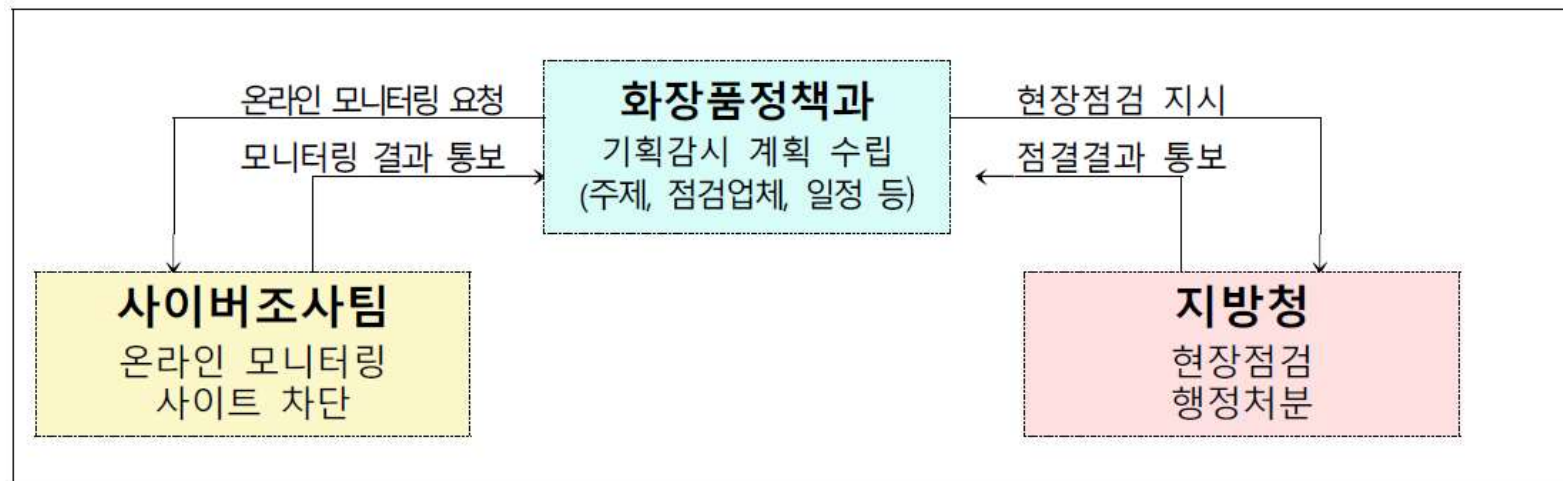 온라인 모니터링 요청
모니터링 결과 통보
화장품정책과
기획감시 계획 수립
(주제, 점검업체, 일정 등)
현장점검 지시
점결결과 통보
사이버조사팀
온라인 모니터링
사이트 차단
지방청
현장점검
행정처분